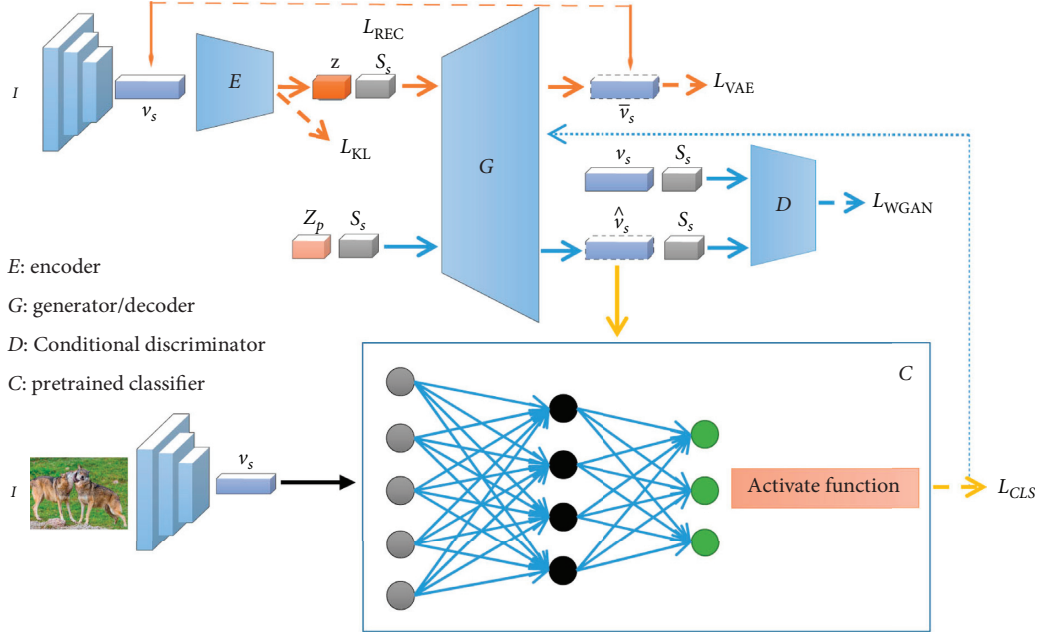 L_REC
I
v_s
E
z
S_s
L_KL
G
v̄_s
L_VAE
v_s
S_s
D
L_WGAN
Z_p
S_s
v̂_s
S_s
E: encoder
G: generator/decoder
D: Conditional discriminator
C: pretrained classifier
C
I
v_s
Activate function
L_CLS